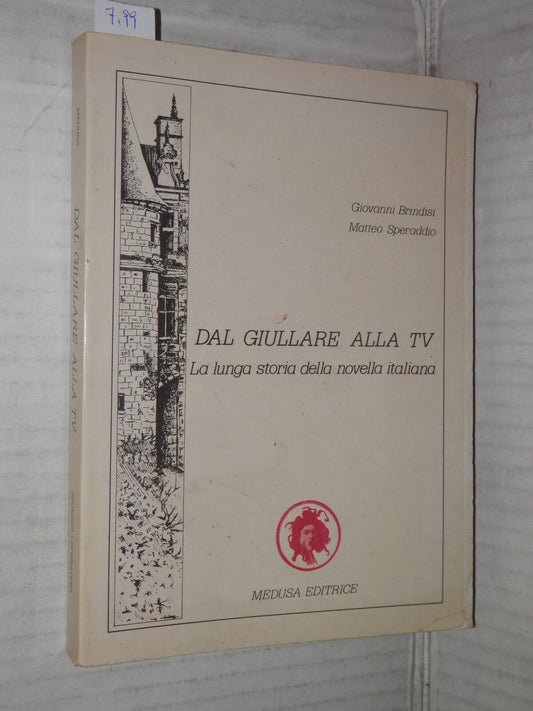 7,99
Giovanni Brindisi
Matteo Speraddio
DAL GIULLARE ALLA TV
La lunga storia della novella italiana
MEDUSA EDITRICE
DAL GIULLARE ALLA TV